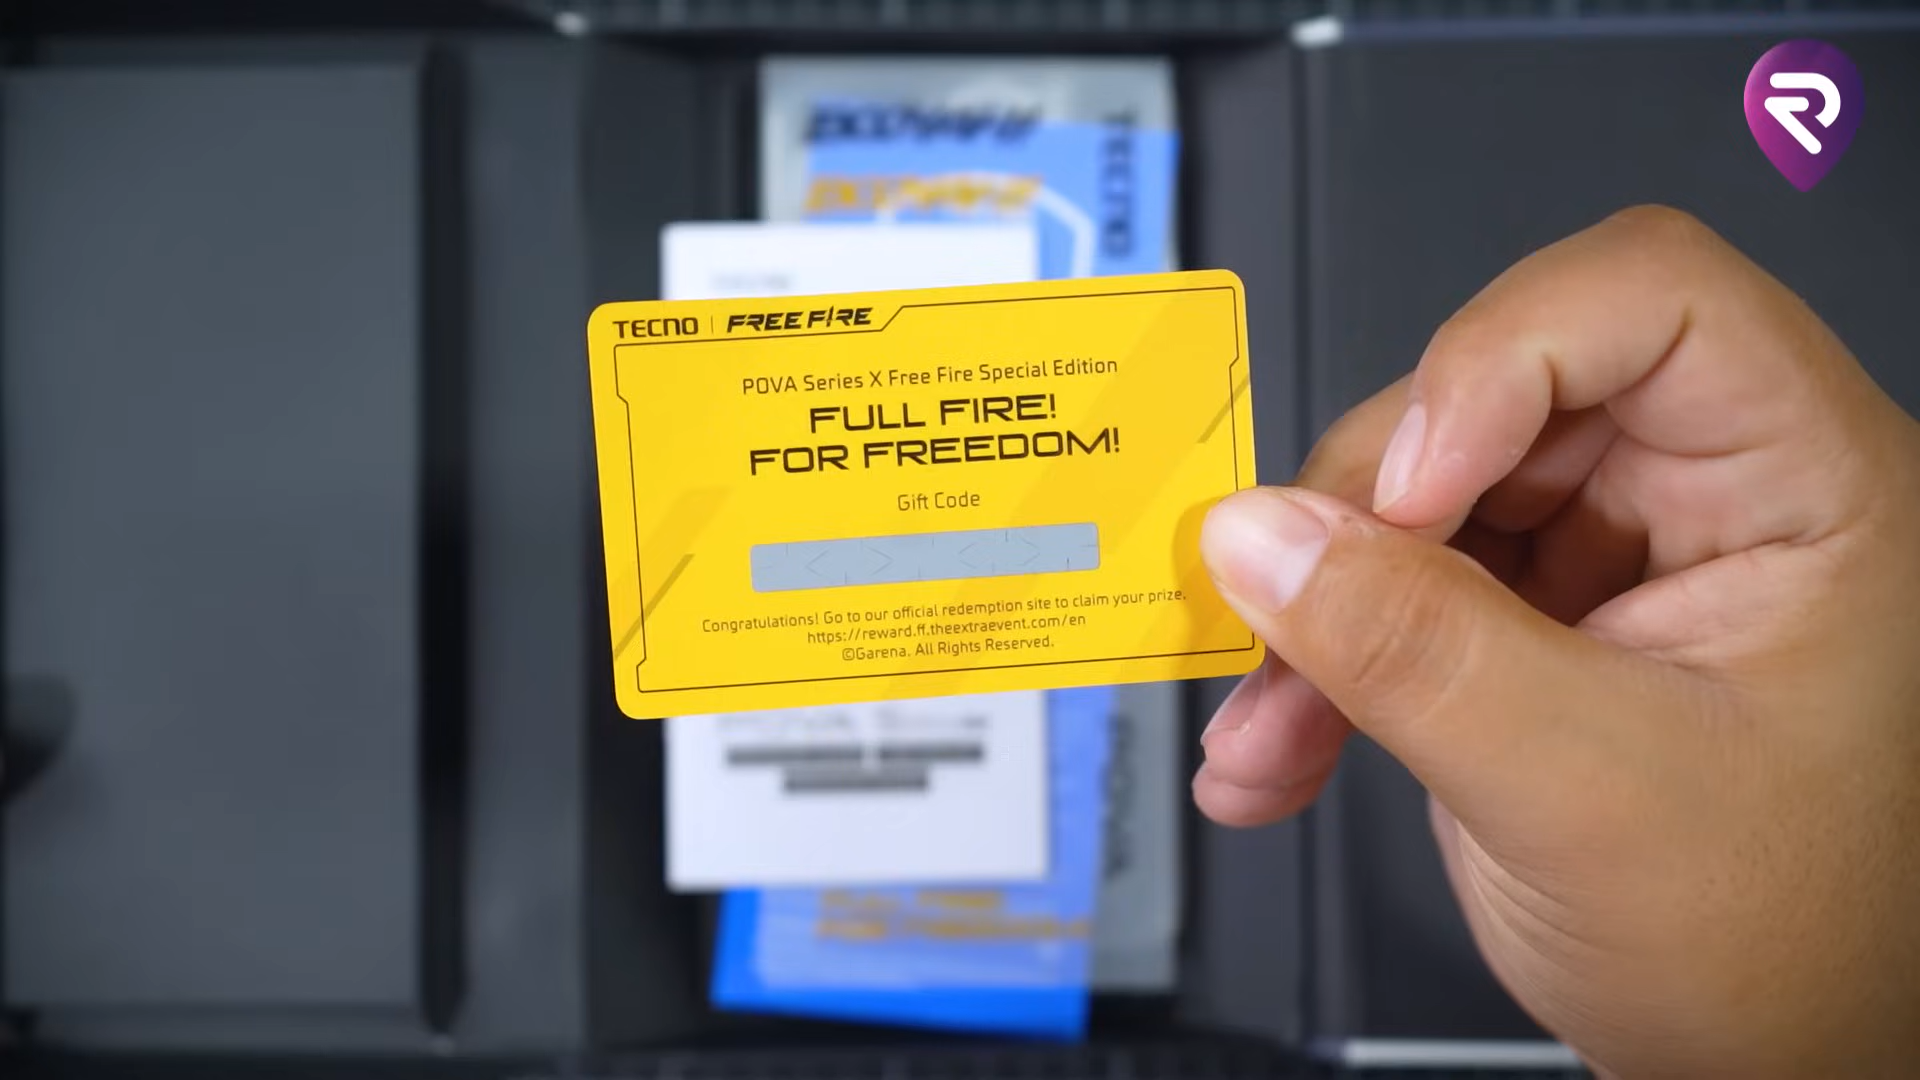 TECNO
TECNO | FREE FIRE
POVA Series X Free Fire Special Edition
FULL FIRE!
FOR FREEDOM!
Gift Code
Congratulations! Go to our official redemption site to claim your prize.
https://reward.ff.theextraevent.com/en
©Garena. All Rights Reserved.